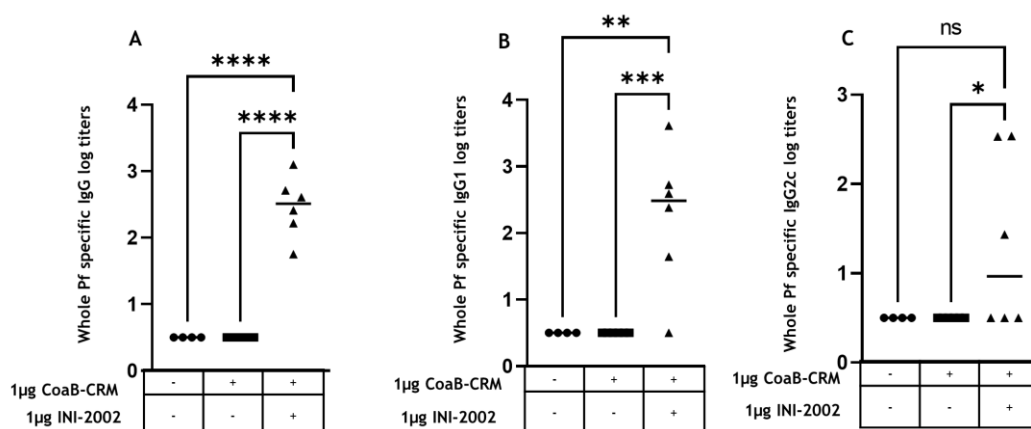 A
****
****
Whole Pf specific IgG log titers
4
3
2
1
0
1µg CoaB-CRM - + +
1µg INI-2002 - - +
B
**
***
Whole Pf specific IgG1 log titers
4
3
2
1
0
1µg CoaB-CRM - + +
1µg INI-2002 - - +
C
ns
*
Whole Pf specific IgG2c log titers
3
2
1
0
1µg CoaB-CRM - + +
1µg INI-2002 - - +